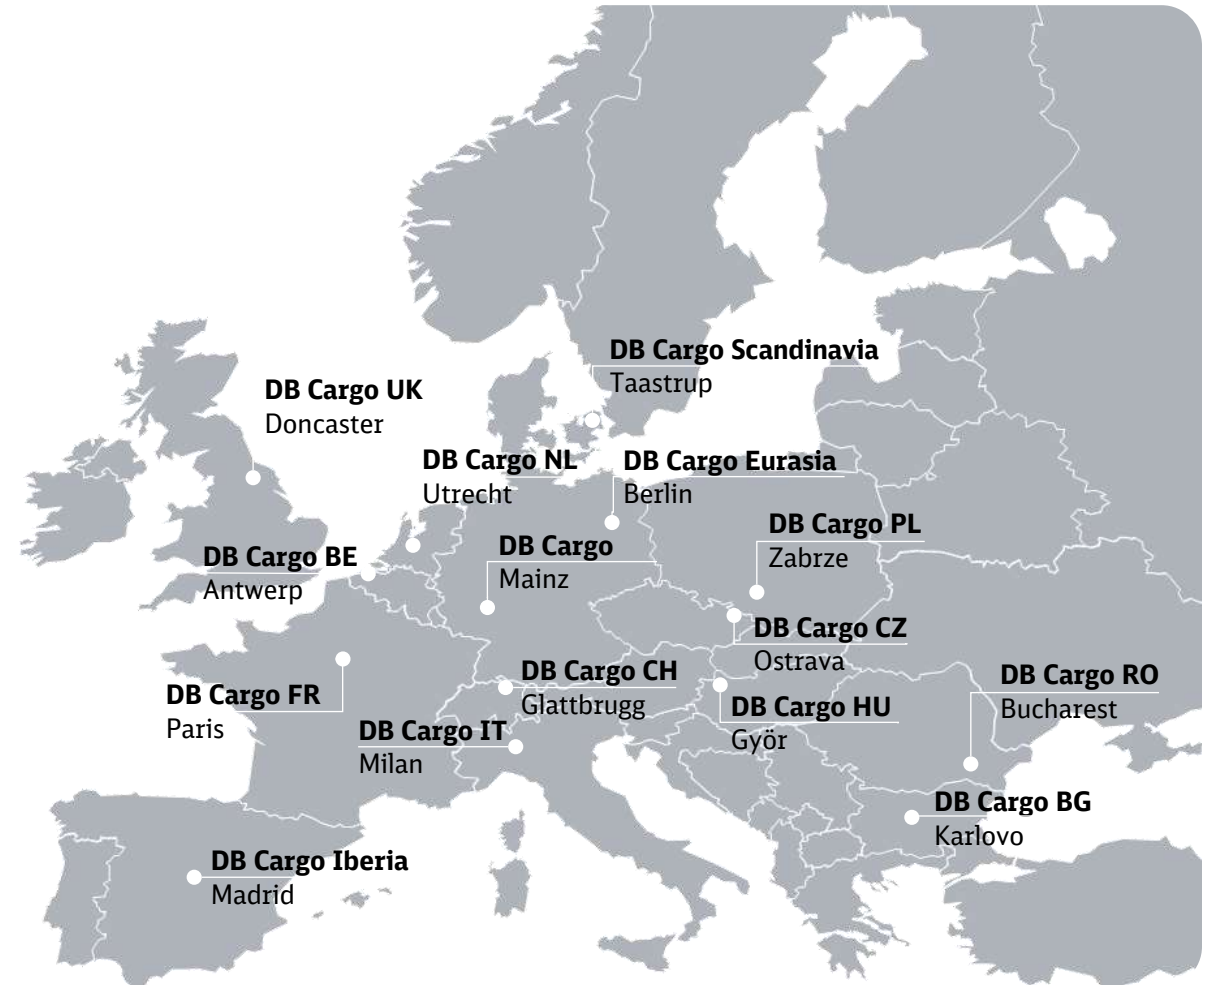 DB Cargo Scandinavia
Taastrup
DB Cargo UK
Doncaster
DB Cargo NL
Utrecht
DB Cargo Eurasia
Berlin
DB Cargo PL
Zabrze
DB Cargo
Mainz
DB Cargo BE
Antwerp
DB Cargo CZ
Ostrava
DB Cargo CH
Glattbrugg
DB Cargo RO
Bucharest
DB Cargo FR
Paris
DB Cargo HU
Györ
DB Cargo IT
Milan
DB Cargo BG
Karlovo
DB Cargo Iberia
Madrid